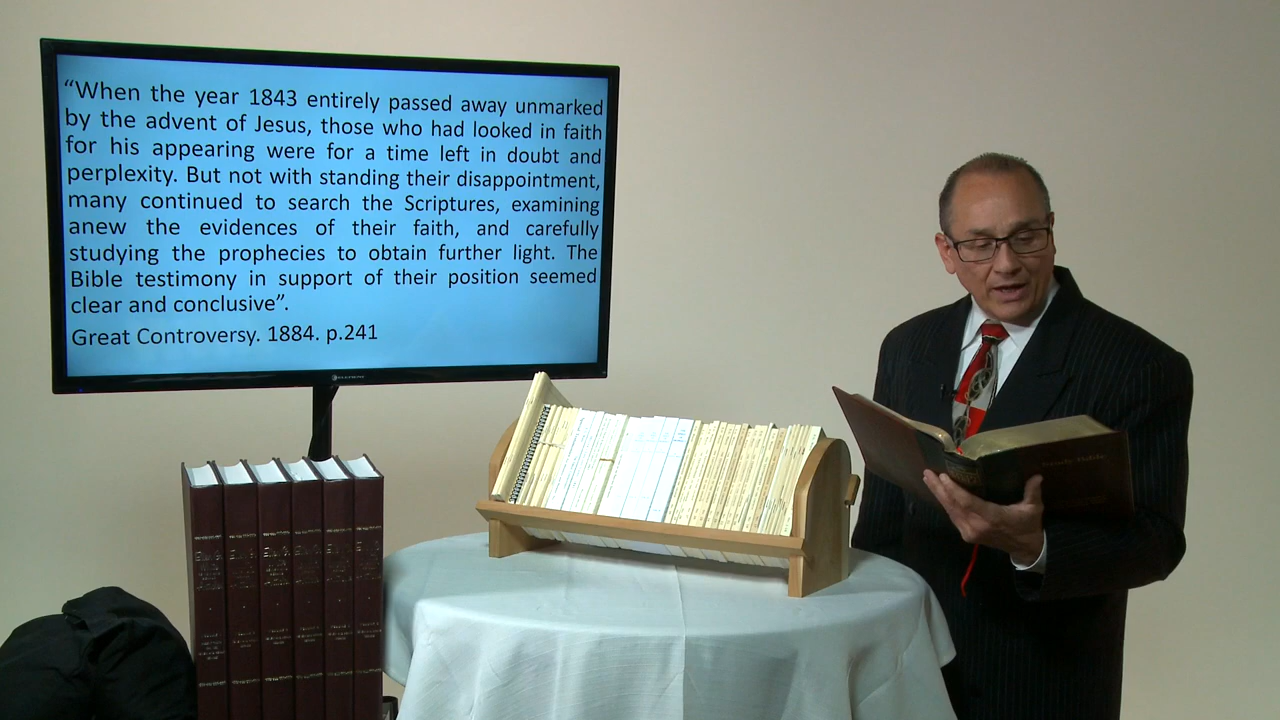 “When the year 1843 entirely passed away unmarked
by the advent of Jesus, those who had looked in faith
for his appearing were for a time left in doubt and
perplexity. But not with standing their disappointment,
many continued to search the Scriptures, examining
anew the evidences of their faith, and carefully
studying the prophecies to obtain further light. The
Bible testimony in support of their position seemed
clear and conclusive”.
Great Controversy. 1884. p.241